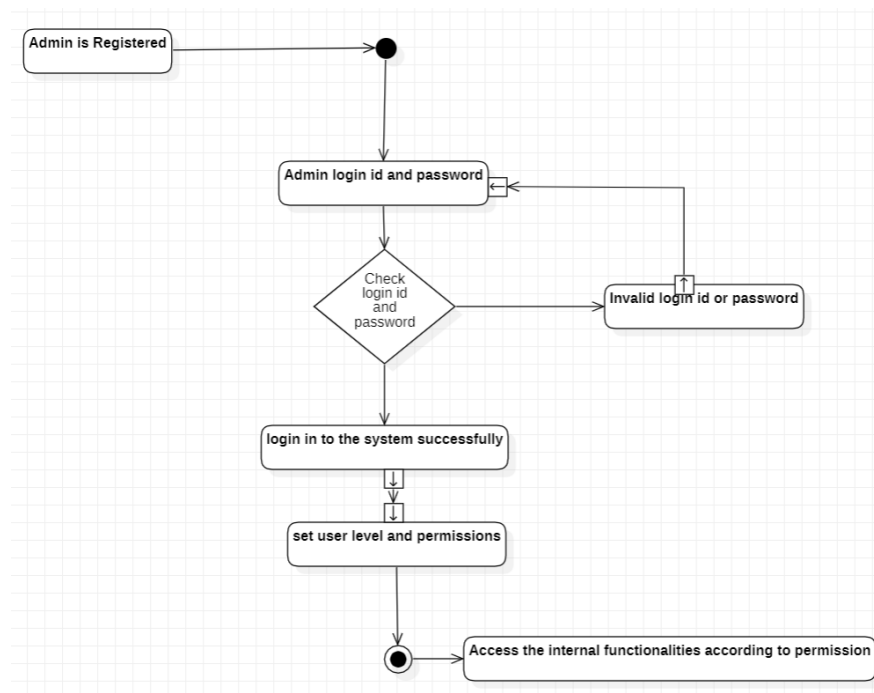 Admin is Registered
Admin login id and password
Check
login id
and
password
Invalid login id or password
login in to the system successfully
set user level and permissions
Access the internal functionalities according to permission